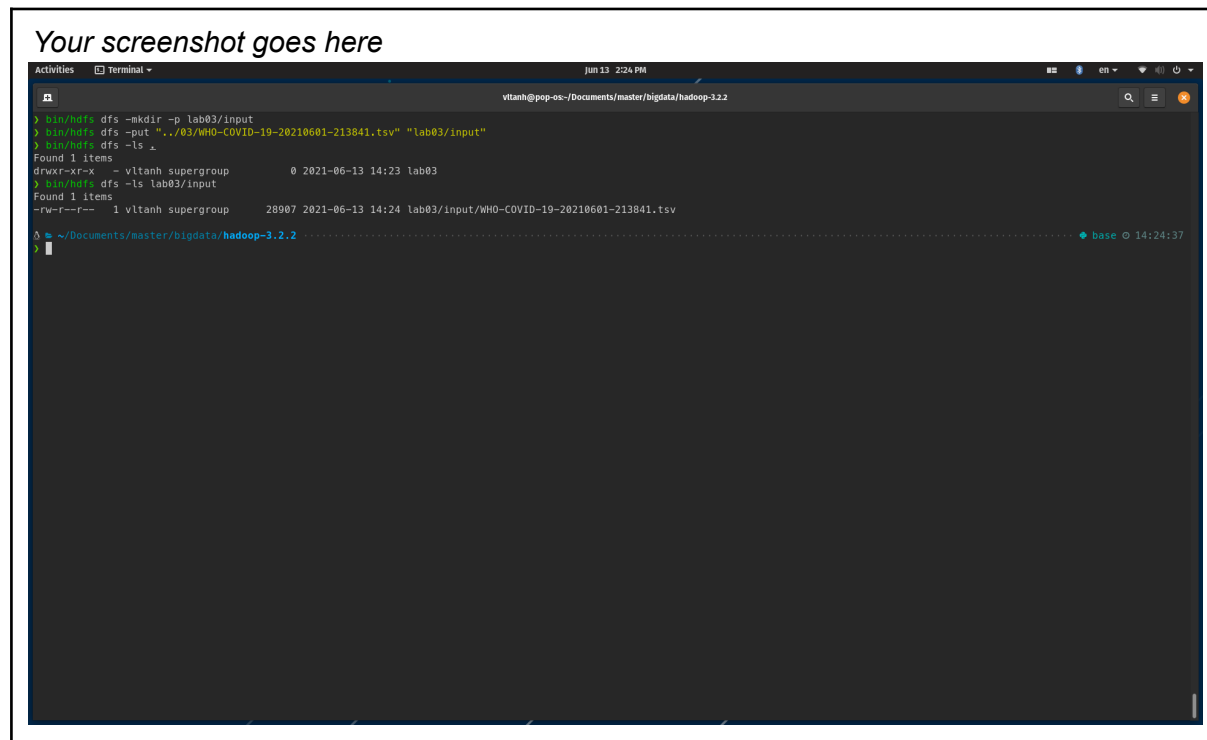 Your screenshot goes here
Activities Terminal Jun 13 2:24 PM en
vltanh@pop-os:~/Documents/master/bigdata/hadoop-3.2.2
❯ bin/hdfs dfs -mkdir -p lab03/input
❯ bin/hdfs dfs -put "../03/WHO-COVID-19-20210601-213841.tsv" "lab03/input"
❯ bin/hdfs dfs -ls .
Found 1 items
drwxr-xr-x   - vltanh supergroup          0 2021-06-13 14:23 lab03
❯ bin/hdfs dfs -ls lab03/input
Found 1 items
-rw-r--r--   1 vltanh supergroup      28907 2021-06-13 14:24 lab03/input/WHO-COVID-19-20210601-213841.tsv
~/Documents/master/bigdata/hadoop-3.2.2 base 14:24:37
❯